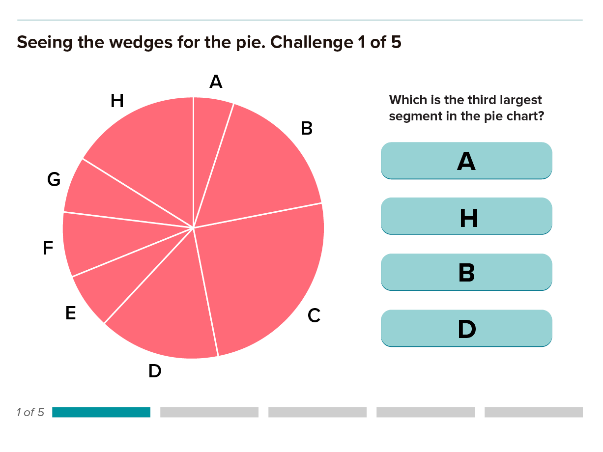 Seeing the wedges for the pie. Challenge 1 of 5
A
H
B
G
F
E
C
D
Which is the third largest
segment in the pie chart?
A
H
B
D
1 of 5